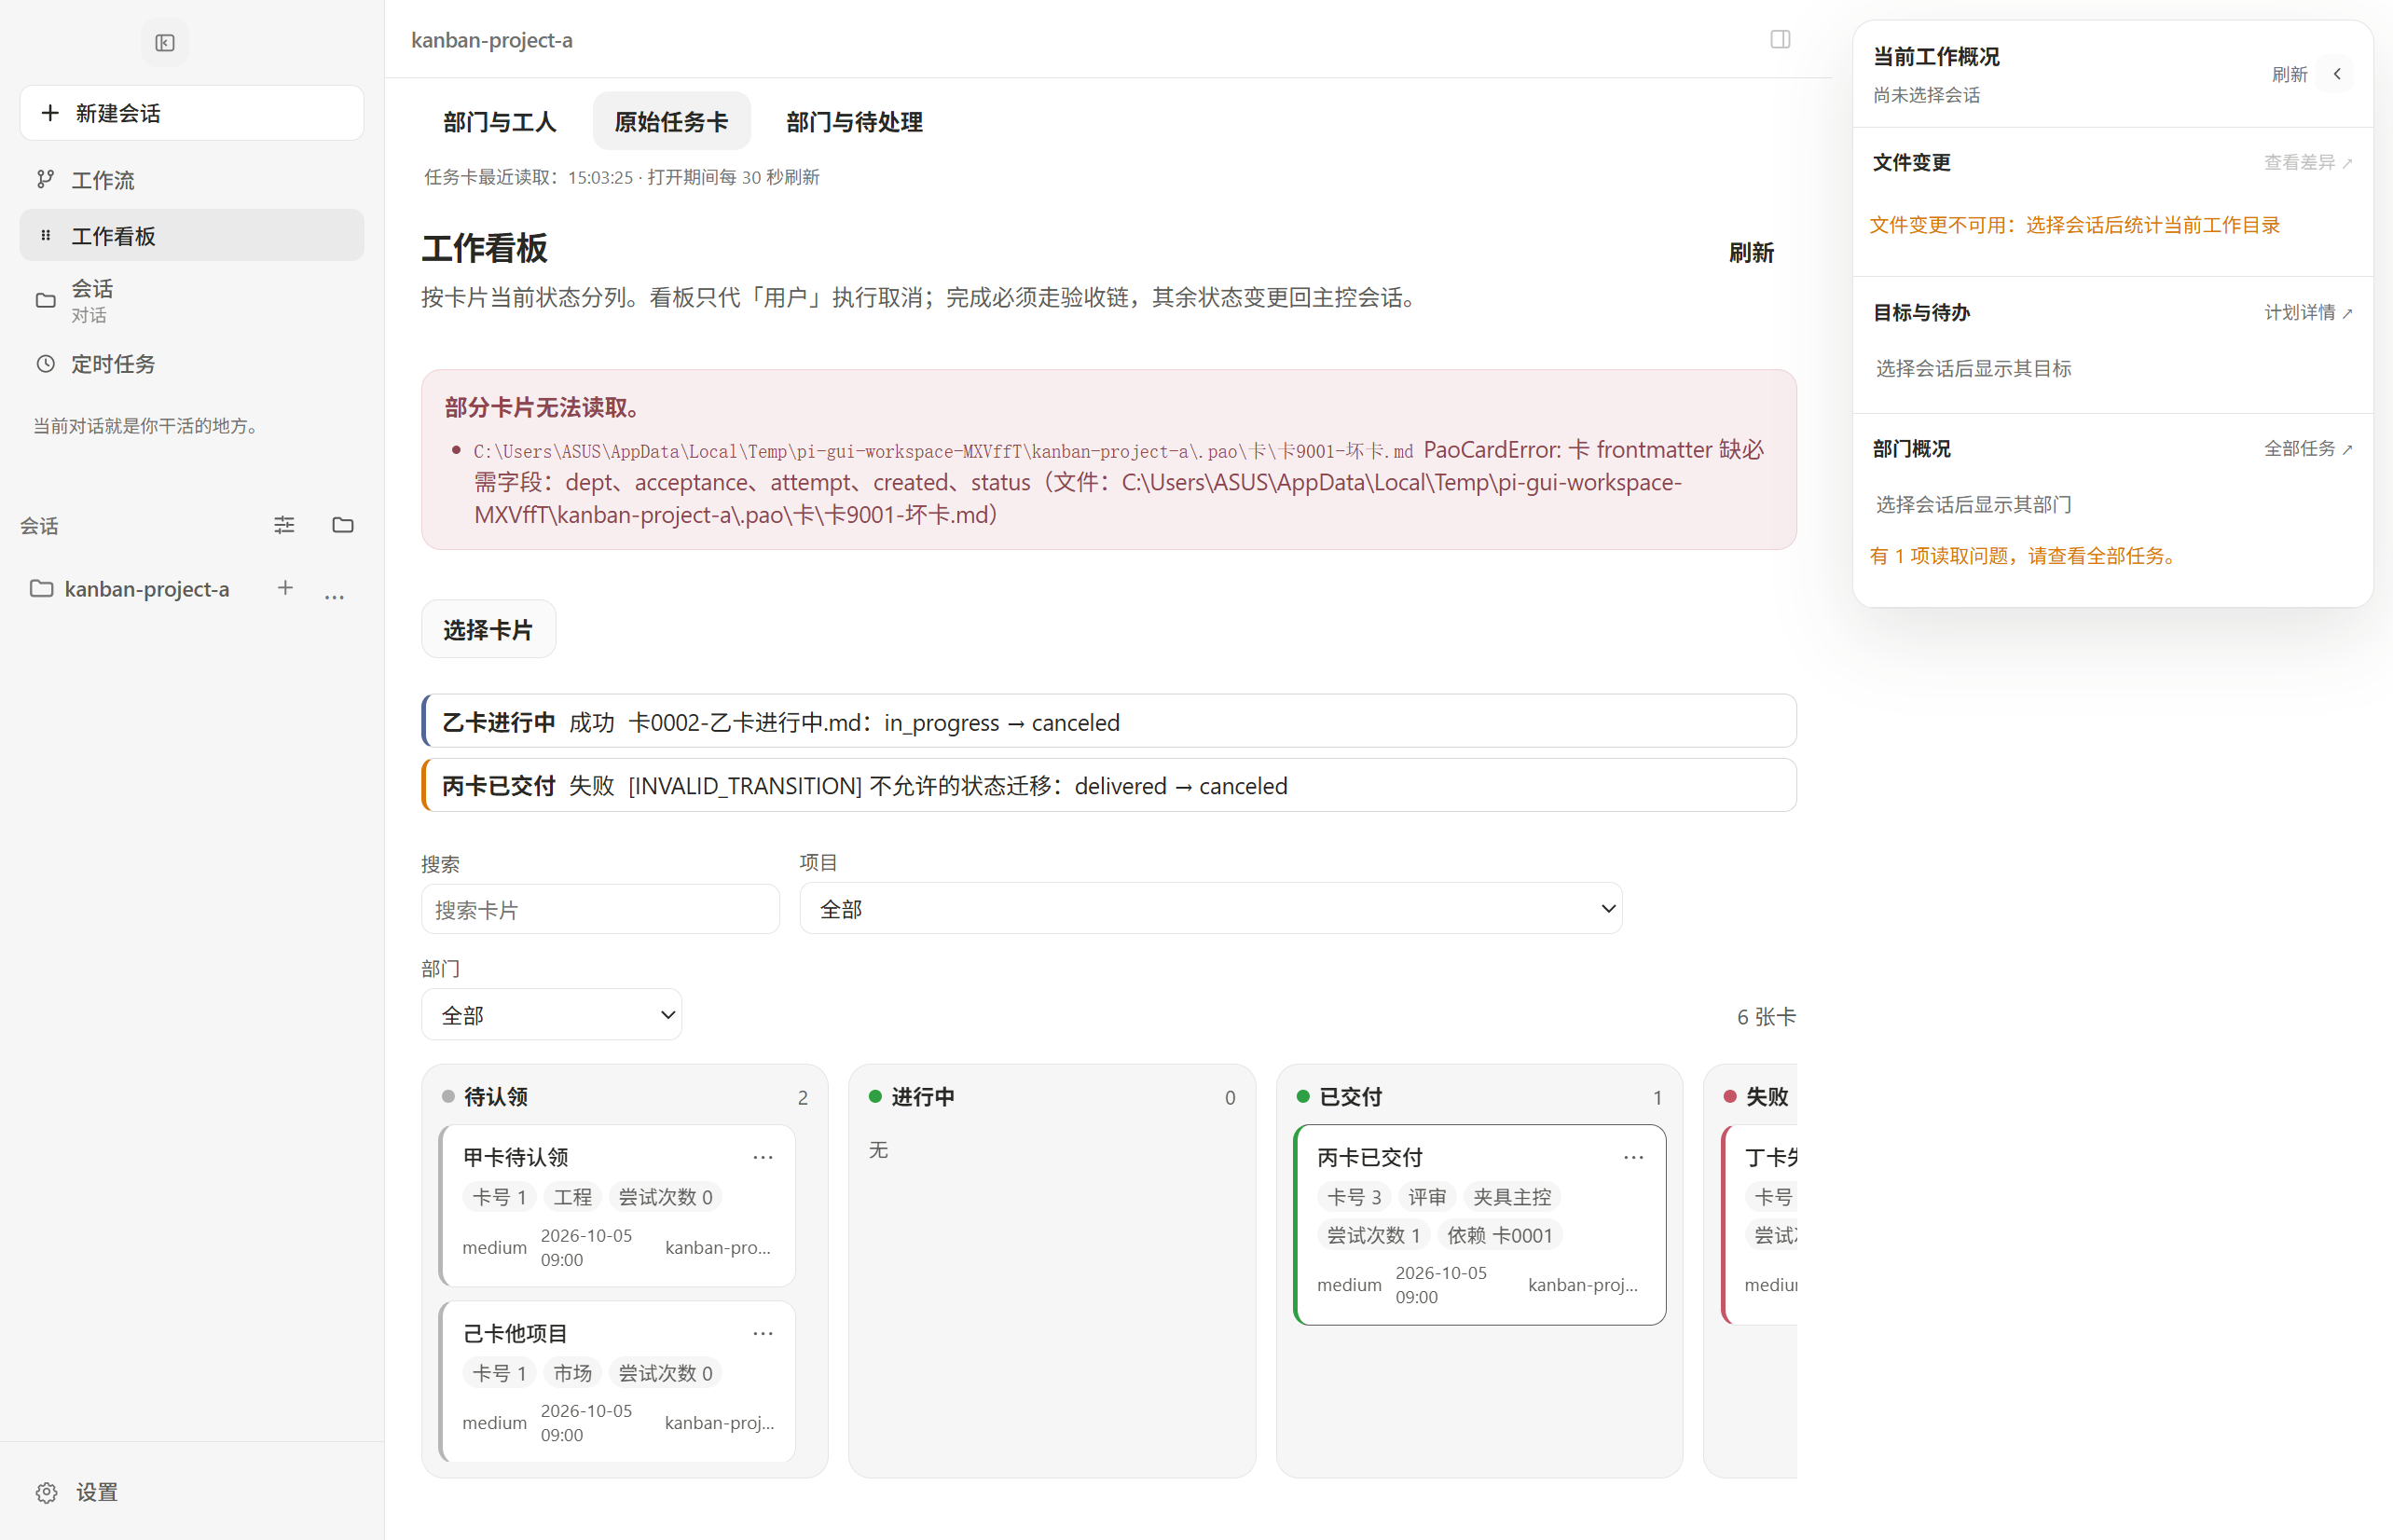 新建会话
工作流
工作看板
会话
对话
定时任务
当前对话就是你干活的地方。
会话
kanban-project-a
设置
kanban-project-a
部门与工人
原始任务卡
部门与待处理
任务卡最近读取：15:03:25 · 打开期间每 30 秒刷新
工作看板
刷新
按卡片当前状态分列。看板只代「用户」执行取消；完成必须走验收链，其余状态变更回主控会话。
部分卡片无法读取。
C:\Users\ASUS\AppData\Local\Temp\pi-gui-workspace-MXVffT\kanban-project-a\.pao\卡\卡9001-坏卡.md PaoCardError: 卡 frontmatter 缺必
需字段：dept、acceptance、attempt、created、status（文件：C:\Users\ASUS\AppData\Local\Temp\pi-gui-workspace-
MXVffT\kanban-project-a\.pao\卡\卡9001-坏卡.md）
选择卡片
乙卡进行中 成功 卡0002-乙卡进行中.md：in_progress → canceled
丙卡已交付 失败 [INVALID_TRANSITION] 不允许的状态迁移：delivered → canceled
搜索
搜索卡片
项目
全部
部门
全部
6 张卡
待认领 2
甲卡待认领 ...
卡号 1 工程 尝试次数 0
medium 2026-10-05 09:00 kanban-pro...
己卡他项目 ...
卡号 1 市场 尝试次数 0
medium 2026-10-05 09:00 kanban-proj...
进行中 0
无
已交付 1
丙卡已交付 ...
卡号 3 评审 夹具主控
尝试次数 1 依赖 卡0001
medium 2026-10-05 09:00 kanban-proj...
失败
丁卡
卡号
尝试
当前工作概况
尚未选择会话
刷新
文件变更
查看差异 ↗
文件变更不可用：选择会话后统计当前工作目录
目标与待办
计划详情 ↗
选择会话后显示其目标
部门概况
全部任务 ↗
选择会话后显示其部门
有 1 项读取问题，请查看全部任务。